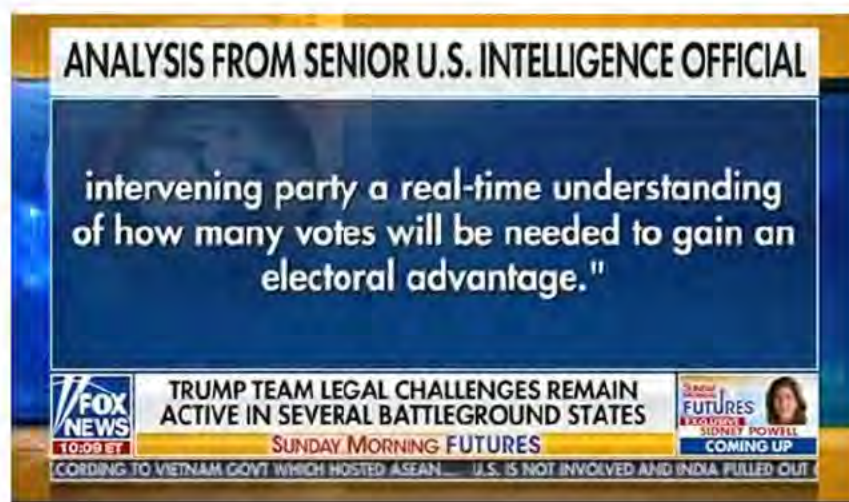 ANALYSIS FROM SENIOR U.S. INTELLIGENCE OFFICIAL
intervening party a real-time understanding
of how many votes will be needed to gain an
electoral advantage."
FOX
NEWS
10:09 ET
TRUMP TEAM LEGAL CHALLENGES REMAIN
ACTIVE IN SEVERAL BATTLEGROUND STATES
SUNDAY MORNING FUTURES
SUNDAY
MORNING
FUTURES
EXCLUSIVE
SIDNEY POWELL
COMING UP
CORDING TO VIETNAM GOVT WHICH HOSTED ASEAN... U.S. IS NOT INVOLVED AND INDIA PULLED OUT